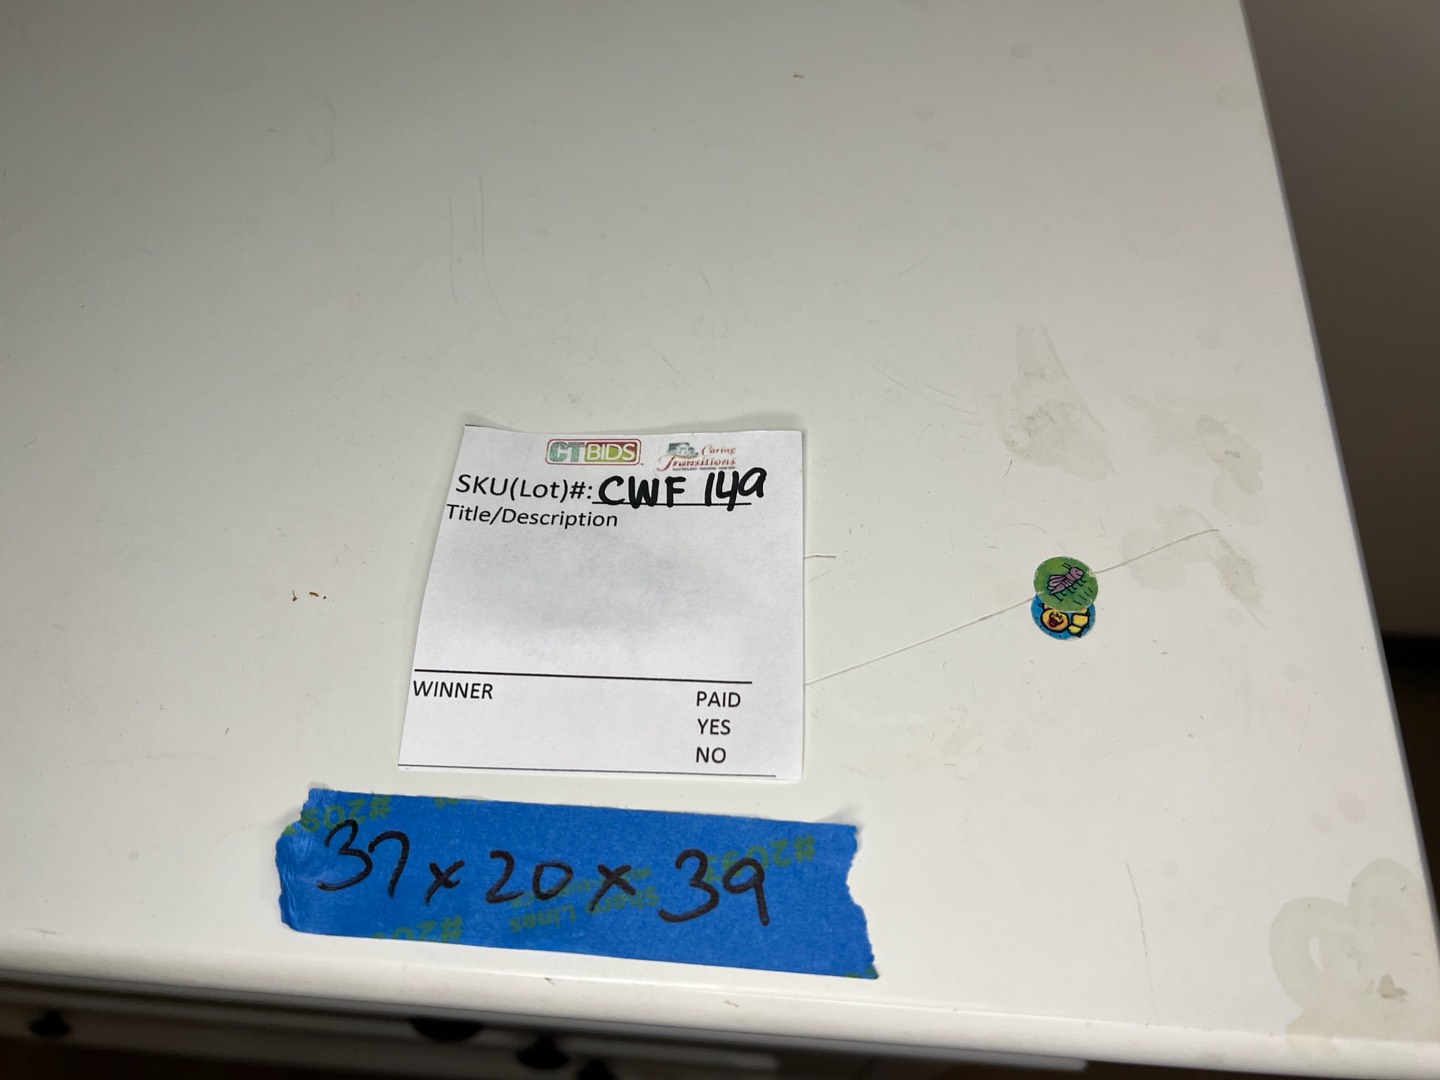 CTBIDS
Caring Transitions
SKU(Lot)#: CWF 149
Title/Description
WINNER
PAID
YES
NO
37 x 20 x 39